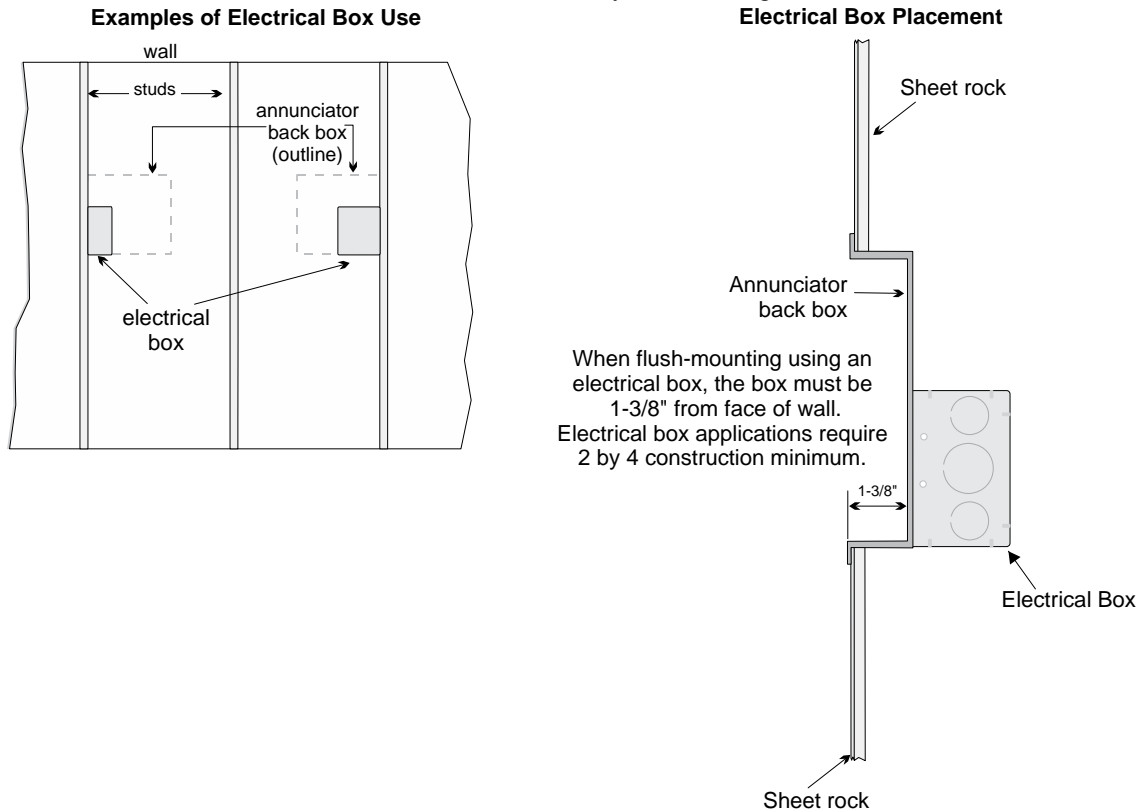 Examples of Electrical Box Use
wall
studs
annunciator
back box
(outline)
electrical
box
Electrical Box Placement
Sheet rock
Annunciator
back box
When flush-mounting using an
electrical box, the box must be
1-3/8" from face of wall.
Electrical box applications require
2 by 4 construction minimum.
1-3/8"
Electrical Box
Sheet rock